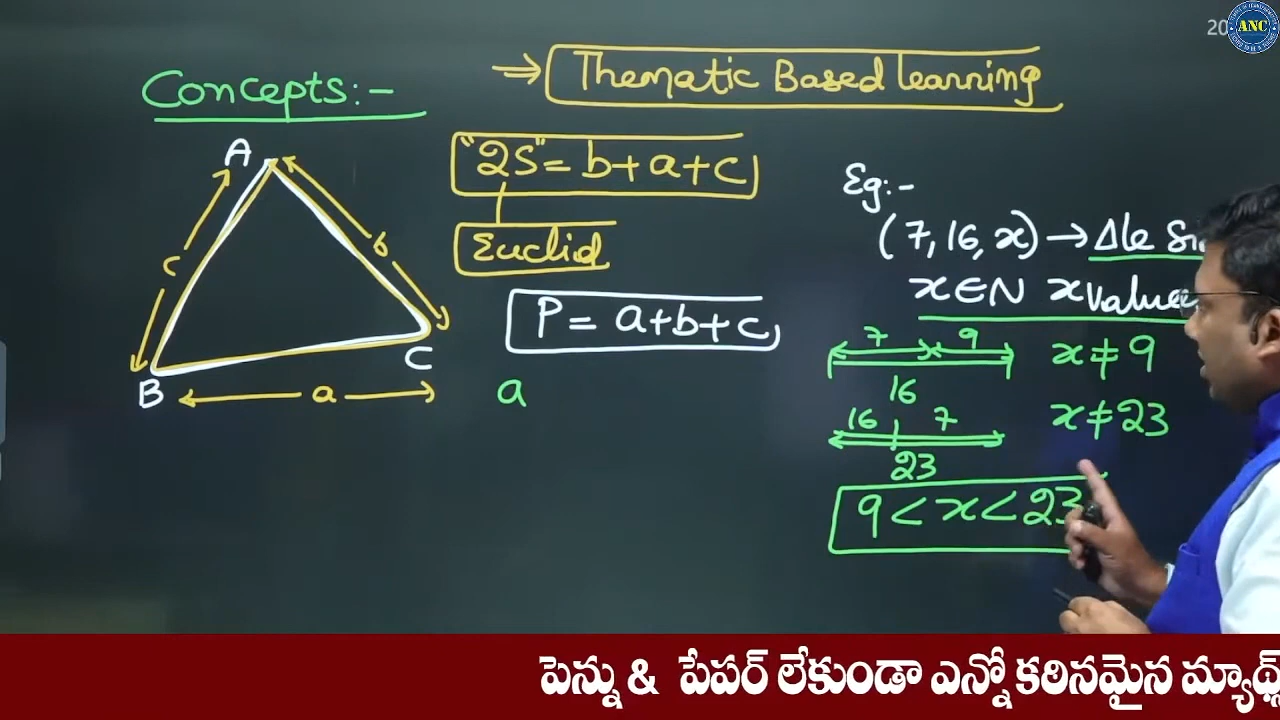 20
ANC
Concepts:-
⇒ Thematic Based learning
A
c
b
B
a
C
"2S" = b+a+c
Euclid
P = a+b+c
a
Eg:-
(7,16,x) → Δle
x∈N x values
7 9
x≠9
16
16 7
x≠23
23
9 < x < 23
పెన్ను & పేపర్ లేకుండా ఎన్నో కఠినమైన మ్యాథ్స్